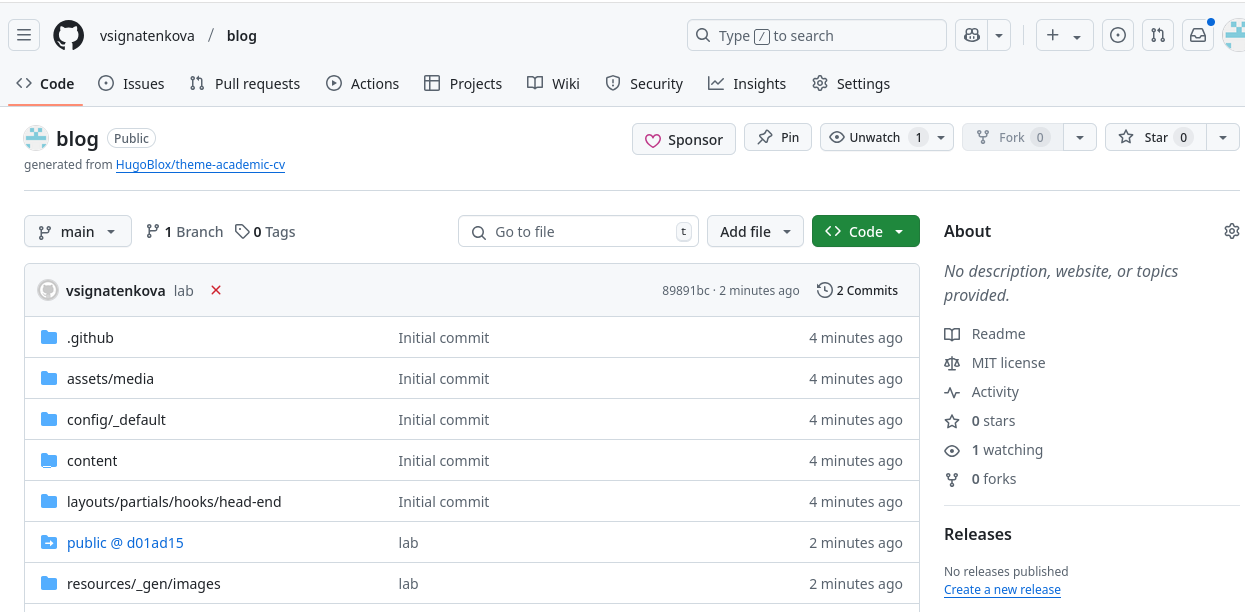 vsignatenkova / blog
Type / to search
Code Issues Pull requests Actions Projects Wiki Security Insights Settings
blog Public
Sponsor Pin Unwatch 1 Fork 0 Star 0
generated from HugoBlox/theme-academic-cv
main 1 Branch 0 Tags Go to file t Add file Code
vsignatenkova lab 89891bc · 2 minutes ago 2 Commits
.github Initial commit 4 minutes ago
assets/media Initial commit 4 minutes ago
config/_default Initial commit 4 minutes ago
content Initial commit 4 minutes ago
layouts/partials/hooks/head-end Initial commit 4 minutes ago
public @ d01ad15 lab 2 minutes ago
resources/_gen/images lab 2 minutes ago
About
No description, website, or topics
provided.
Readme
MIT license
Activity
0 stars
1 watching
0 forks
Releases
No releases published
Create a new release